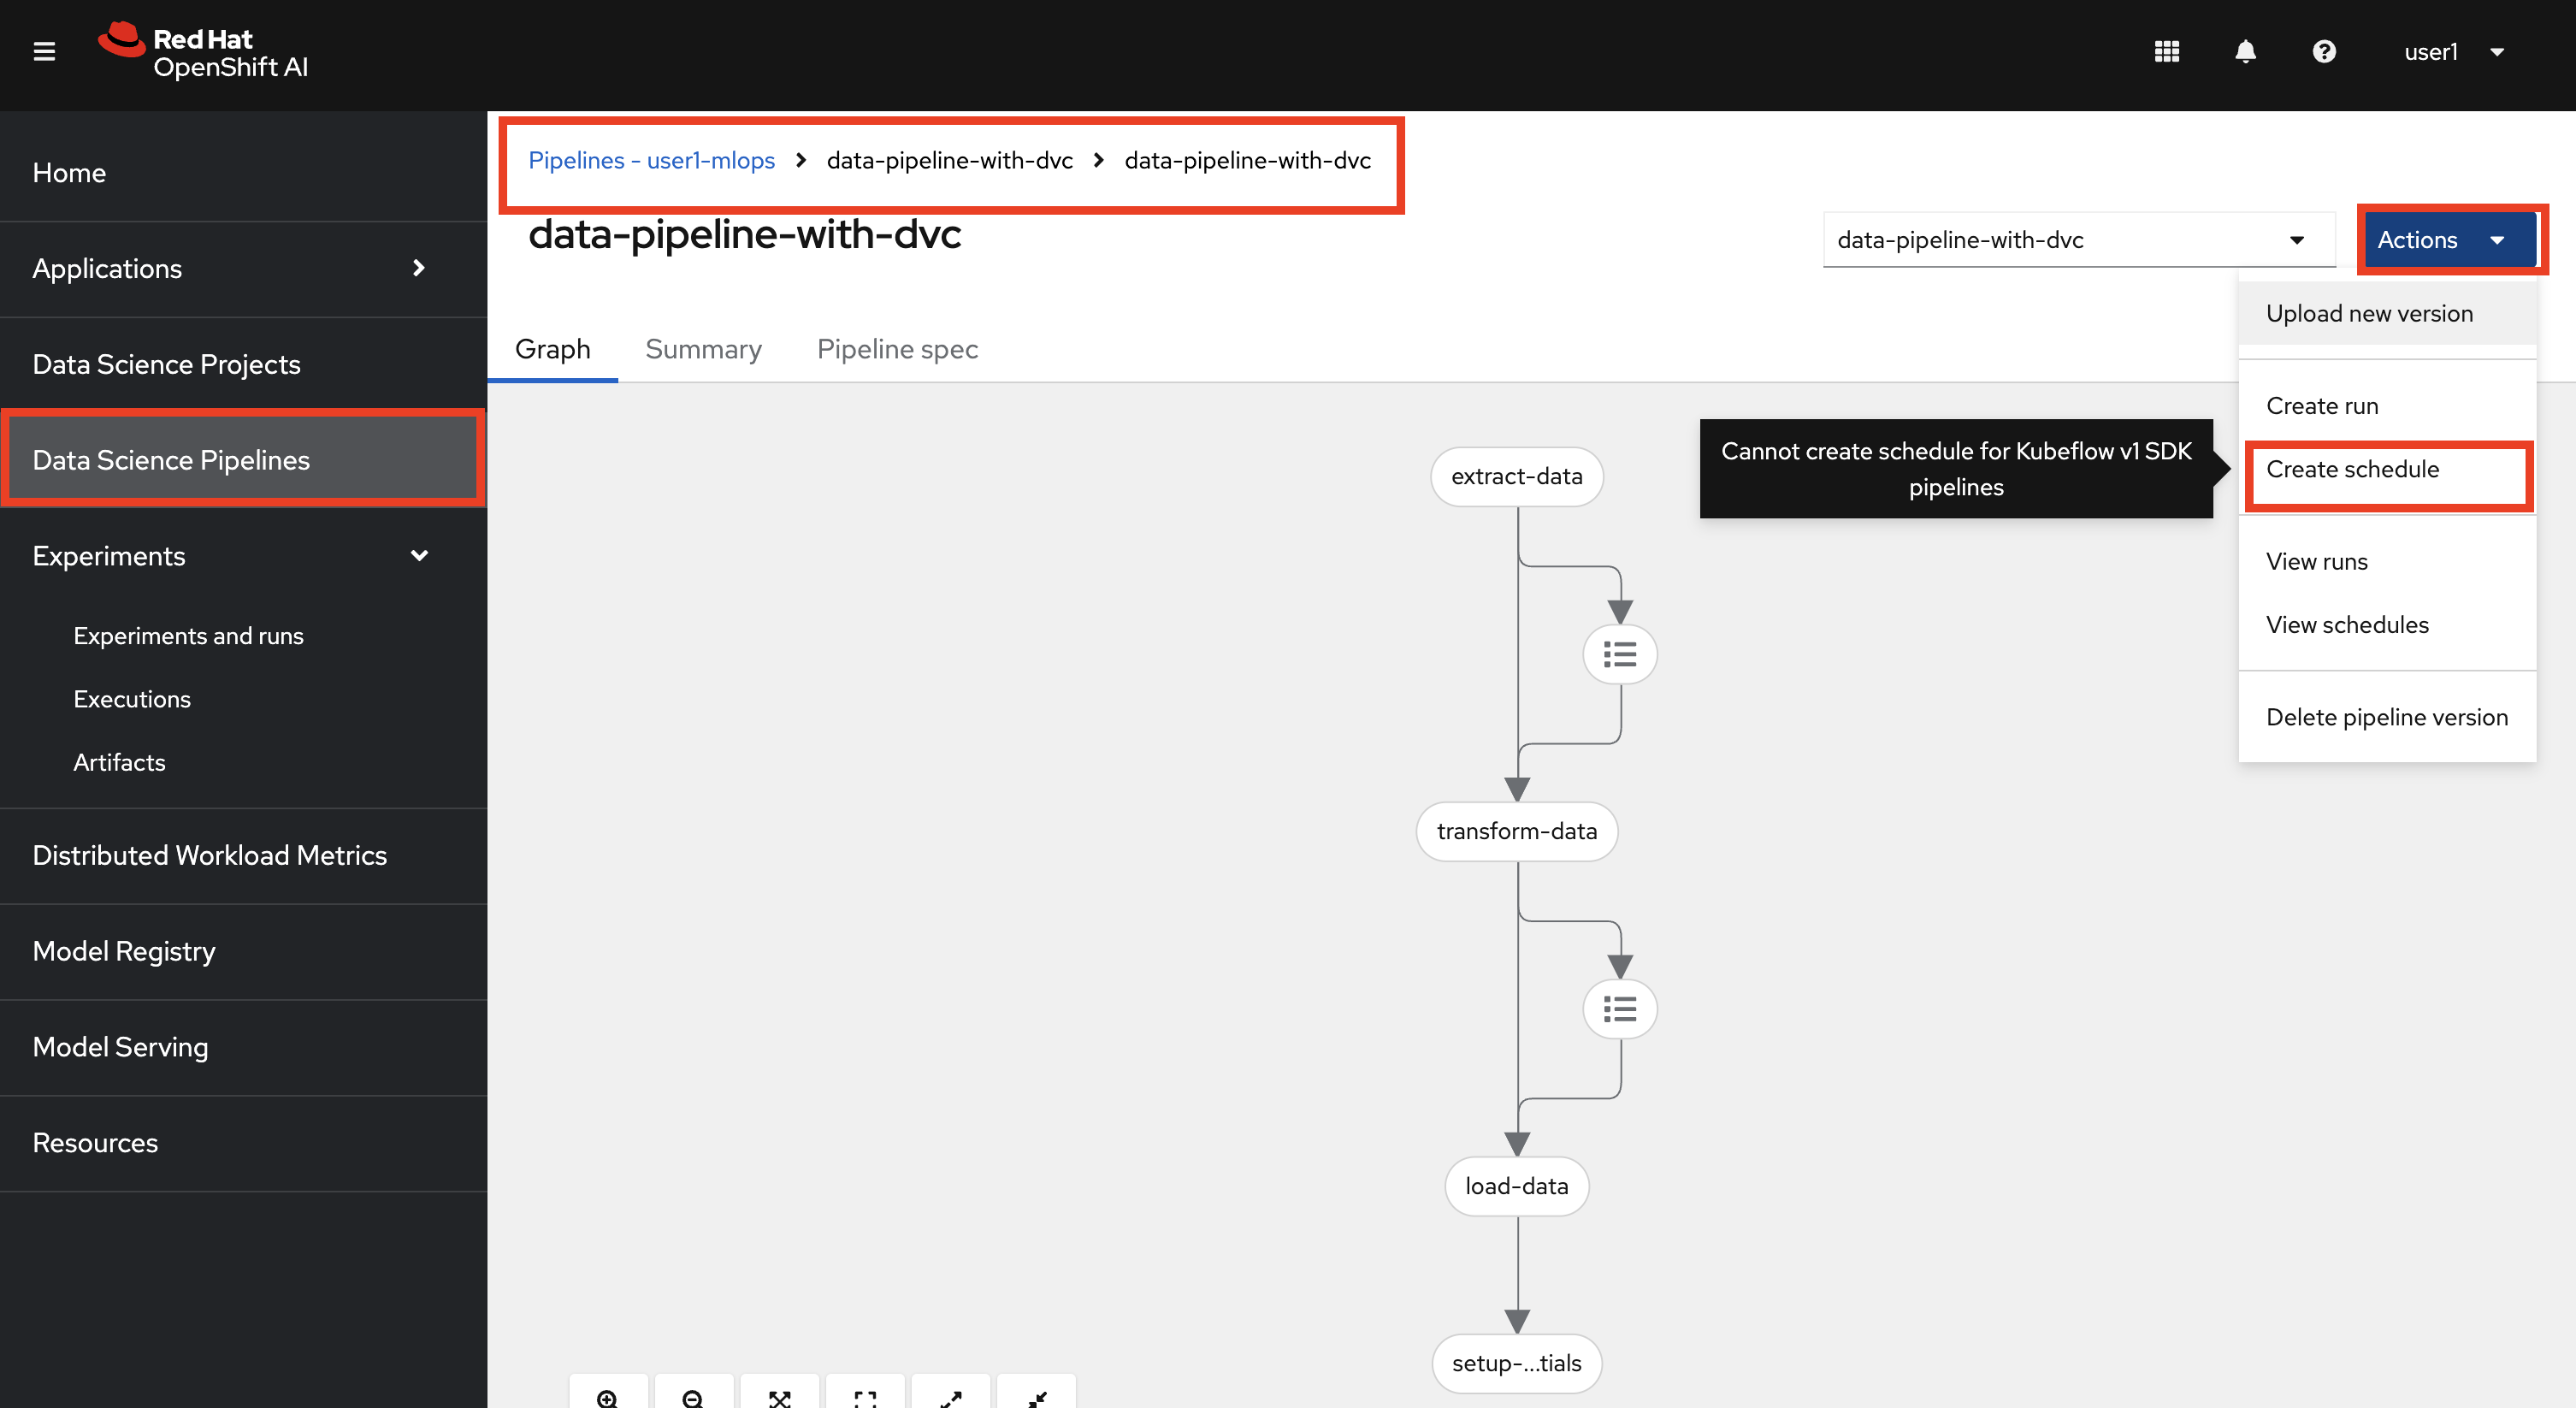 Red Hat
OpenShift AI
user1
Home
Applications
Data Science Projects
Data Science Pipelines
Experiments
Experiments and runs
Executions
Artifacts
Distributed Workload Metrics
Model Registry
Model Serving
Resources
Pipelines - user1-mlops > data-pipeline-with-dvc > data-pipeline-with-dvc
data-pipeline-with-dvc
data-pipeline-with-dvc
Actions
Graph
Summary
Pipeline spec
Upload new version
Create run
Create schedule
View runs
View schedules
Delete pipeline version
Cannot create schedule for Kubeflow v1 SDK
pipelines
extract-data
transform-data
load-data
setup-...tials